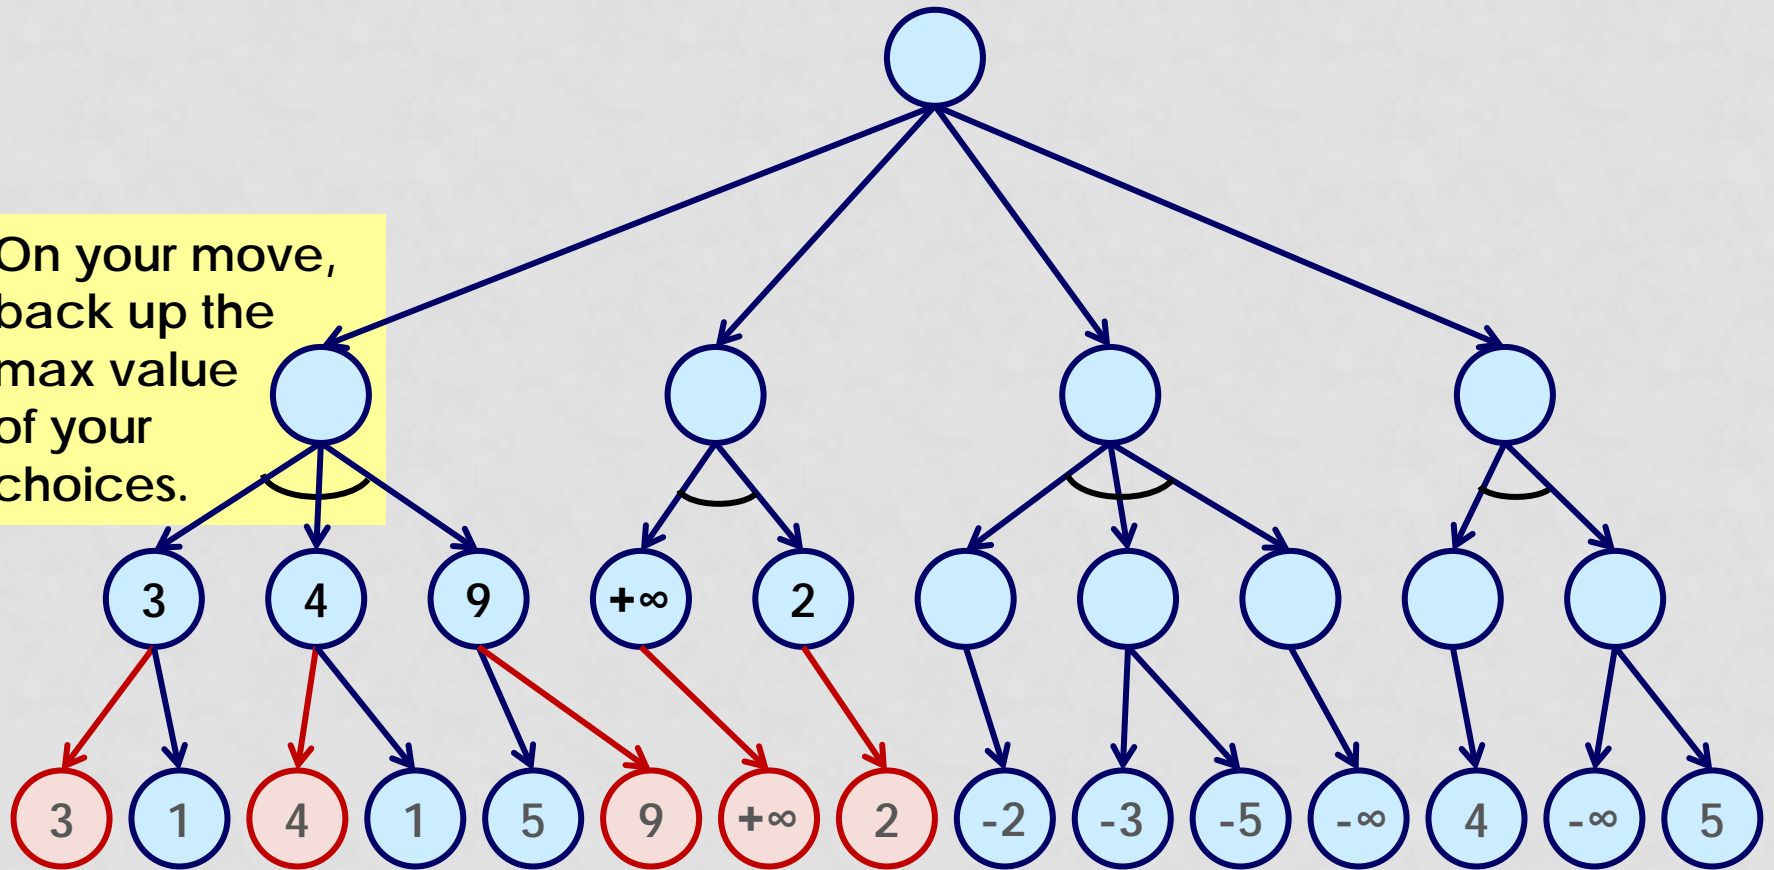 On your move,
back up the
max value
of your
choices.
3 4 9 +∞ 2
3 1 4 1 5 9 +∞ 2 -2 -3 -5 -∞ 4 -∞ 5